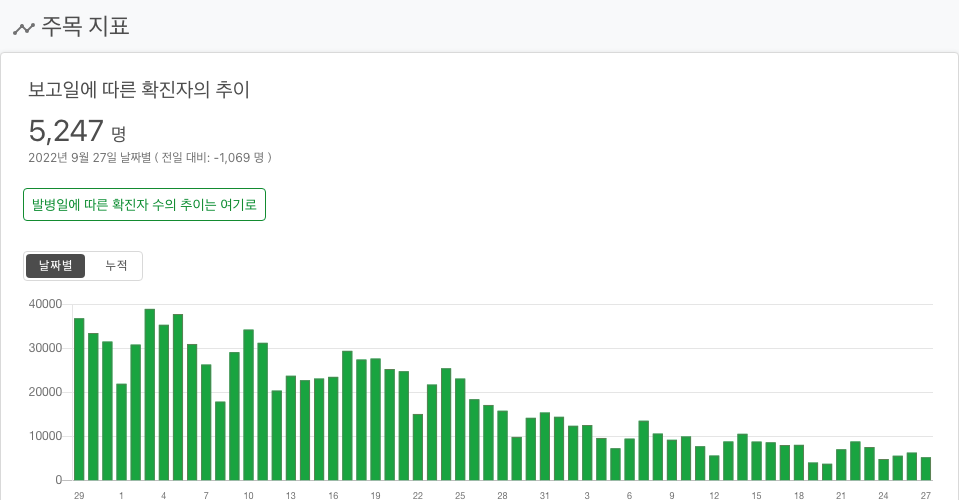 주목 지표
보고일에 따른 확진자의 추이
5,247 명
2022년 9월 27일 날짜별 ( 전일 대비: -1,069 명 )
발병일에 따른 확진자 수의 추이는 여기로
날짜별 누적
40000
30000
20000
10000
0
29 1 4 7 10 13 16 19 22 25 28 31 3 6 9 12 15 18 21 24 27